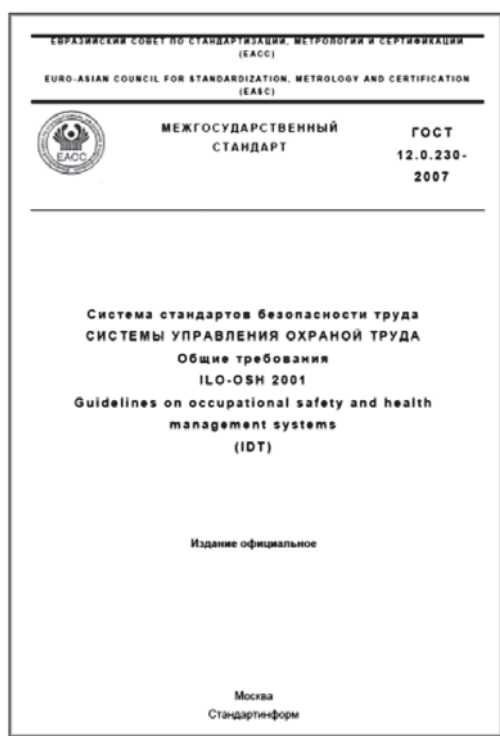 ЕВРАЗИЙСКИЙ СОВЕТ ПО СТАНДАРТИЗАЦИИ, МЕТРОЛОГИИ И СЕРТИФИКАЦИИ
(ЕАСС)
EURO-ASIAN COUNCIL FOR STANDARDIZATION, METROLOGY AND CERTIFICATION
(EASC)
ЕАСС
МЕЖГОСУДАРСТВЕННЫЙ
СТАНДАРТ
ГОСТ
12.0.230-
2007
Система стандартов безопасности труда
СИСТЕМЫ УПРАВЛЕНИЯ ОХРАНОЙ ТРУДА
Общие требования
ILO-OSH 2001
Guidelines on occupational safety and health
management systems
(IDT)
Издание официальное
Москва
Стандартинформ